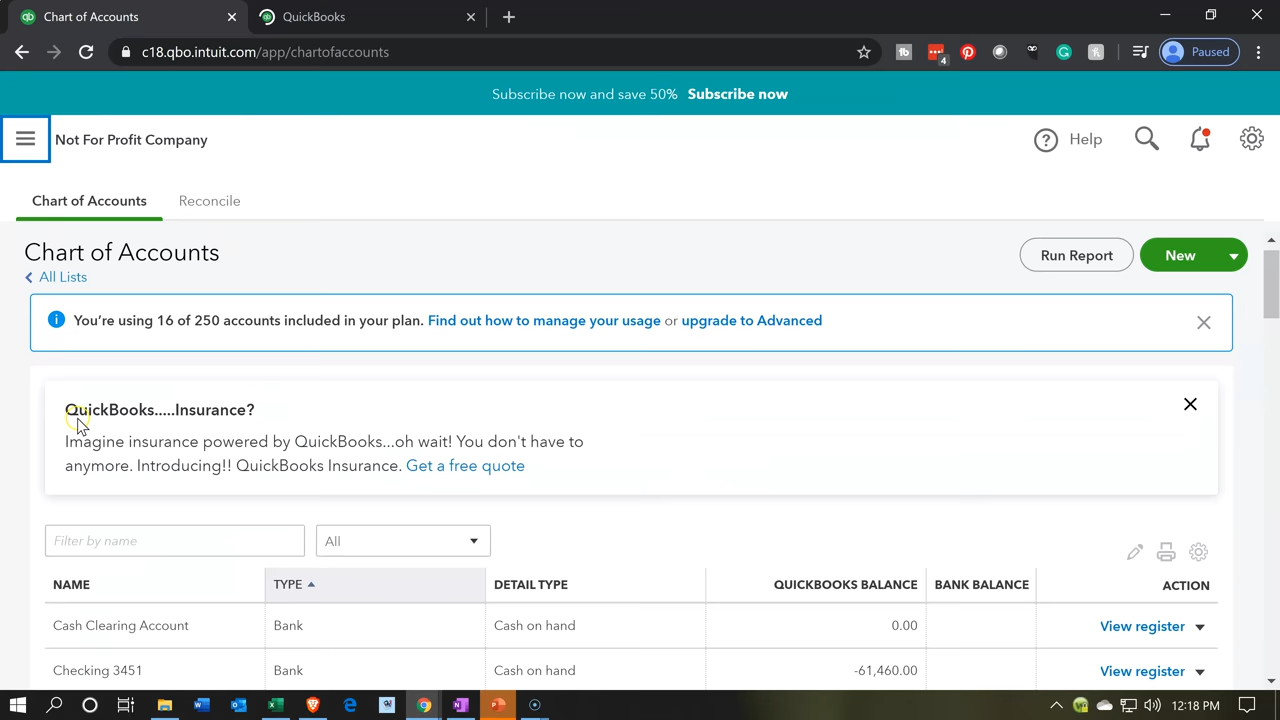 Chart of Accounts
QuickBooks
c18.qbo.intuit.com/app/chartofaccounts
4
Paused
Subscribe now and save 50% Subscribe now
Not For Profit Company
Help
Chart of Accounts
Reconcile
Chart of Accounts
All Lists
Run Report
New
You're using 16 of 250 accounts included in your plan. Find out how to manage your usage or upgrade to Advanced
QuickBooks.....Insurance?
Imagine insurance powered by QuickBooks...oh wait! You don't have to
anymore. Introducing!! QuickBooks Insurance. Get a free quote
Filter by name
All
NAME TYPE DETAIL TYPE QUICKBOOKS BALANCE BANK BALANCE ACTION
Cash Clearing Account Bank Cash on hand 0.00 View register
Checking 3451 Bank Cash on hand -61,460.00 View register
12:18 PM